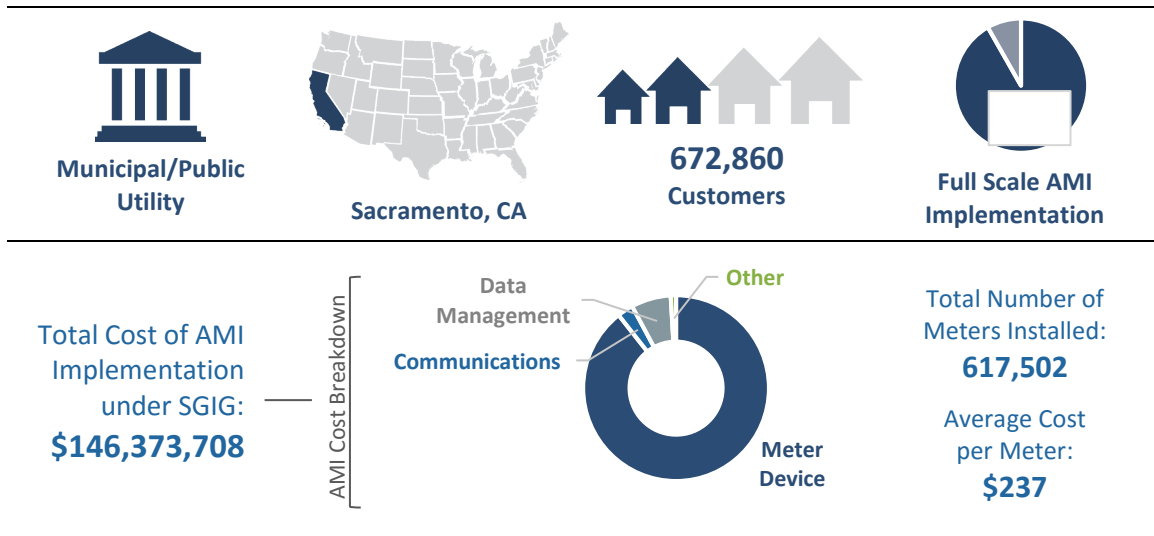 Municipal/Public
Utility
Sacramento, CA
672,860
Customers
Full Scale AMI
Implementation
Total Cost of AMI
Implementation
under SGIG:
$146,373,708
AMI Cost Breakdown
Data
Management
Communications
Other
Meter
Device
Total Number of
Meters Installed:
617,502
Average Cost
per Meter:
$237